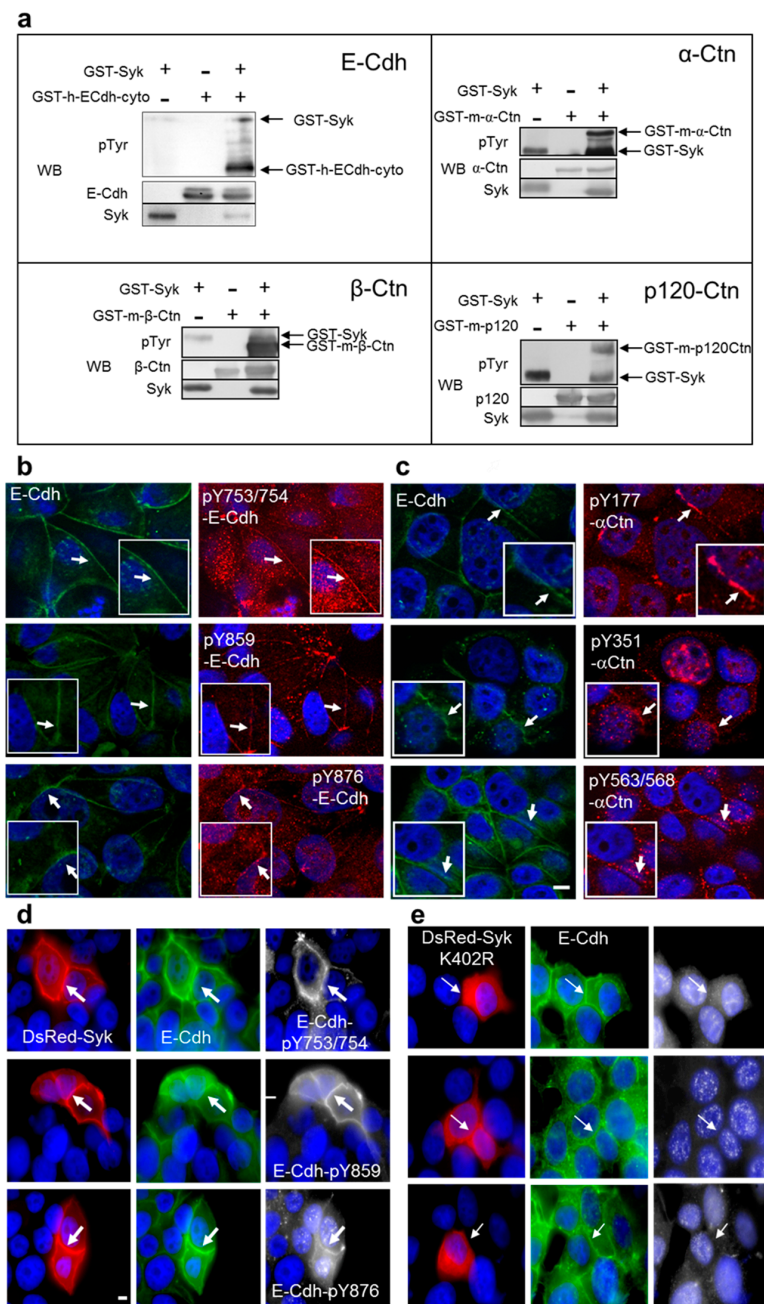 a
E-Cdh
GST-Syk + - +
GST-h-ECdh-cyto - + +
pTyr
GST-Syk
GST-h-ECdh-cyto
WB
E-Cdh
Syk
α-Ctn
GST-Syk + - +
GST-m-α-Ctn - + +
pTyr
GST-m-α-Ctn
GST-Syk
WB α-Ctn
Syk
β-Ctn
GST-Syk + - +
GST-m-β-Ctn - + +
pTyr
GST-Syk
GST-m-β-Ctn
WB β-Ctn
Syk
p120-Ctn
GST-Syk + - +
GST-m-p120 - + +
pTyr
GST-m-p120Ctn
GST-Syk
WB
p120
Syk
b
E-Cdh
pY753/754
-E-Cdh
pY859
-E-Cdh
pY876
-E-Cdh
c
E-Cdh
pY177
-αCtn
pY351
-αCtn
pY563/568
-αCtn
d
DsRed-Syk
E-Cdh
E-Cdh-
pY753/754
E-Cdh-pY859
E-Cdh-pY876
e
DsRed-Syk
K402R
E-Cdh